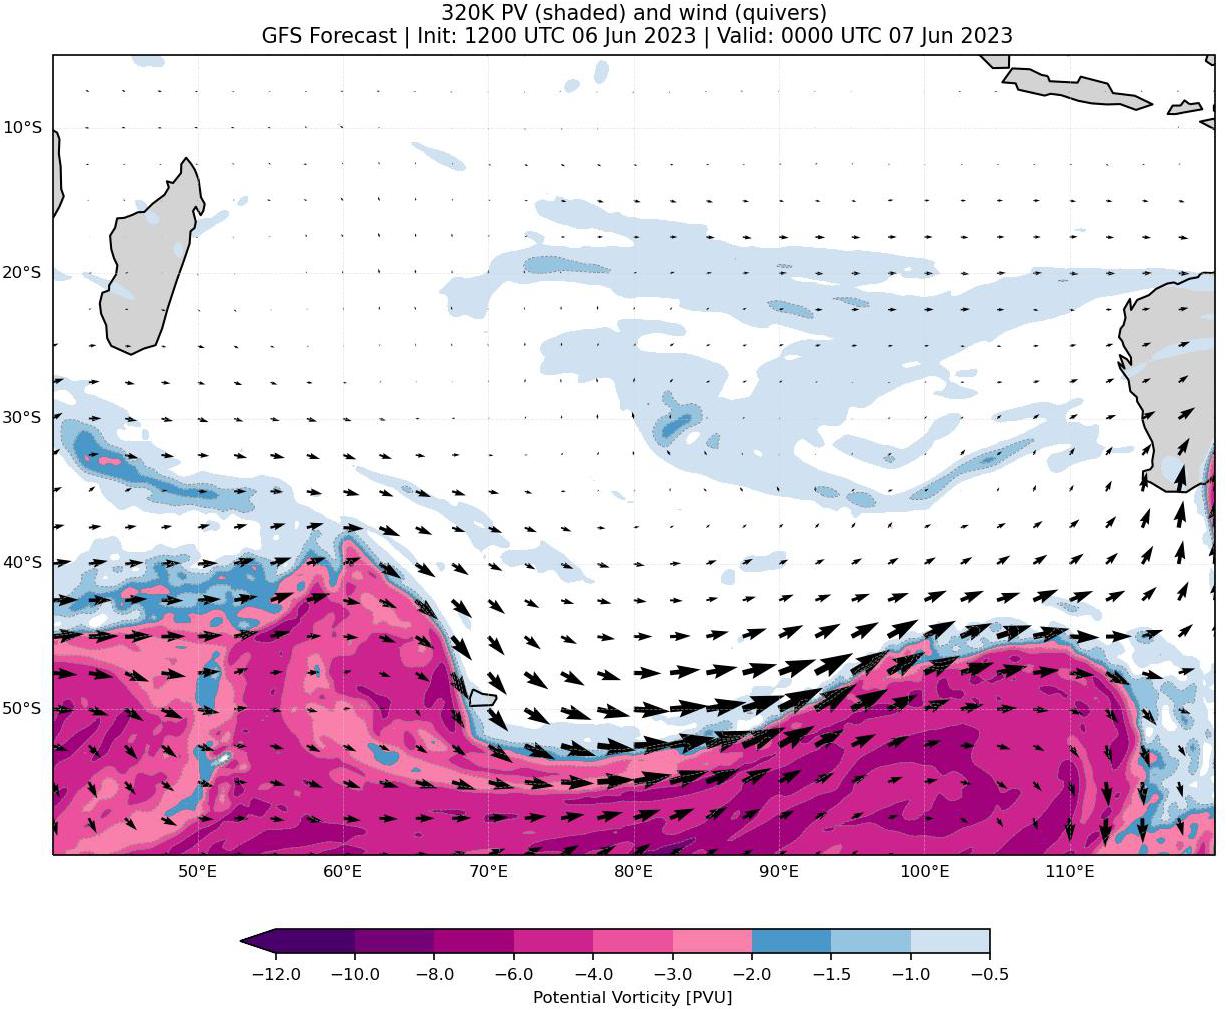 320K PV (shaded) and wind (quivers)
GFS Forecast | Init: 1200 UTC 06 Jun 2023 | Valid: 0000 UTC 07 Jun 2023
10°S
20°S
30°S
40°S
50°S
50°E 60°E 70°E 80°E 90°E 100°E 110°E
−12.0 −10.0 −8.0 −6.0 −4.0 −3.0 −2.0 −1.5 −1.0 −0.5
Potential Vorticity [PVU]